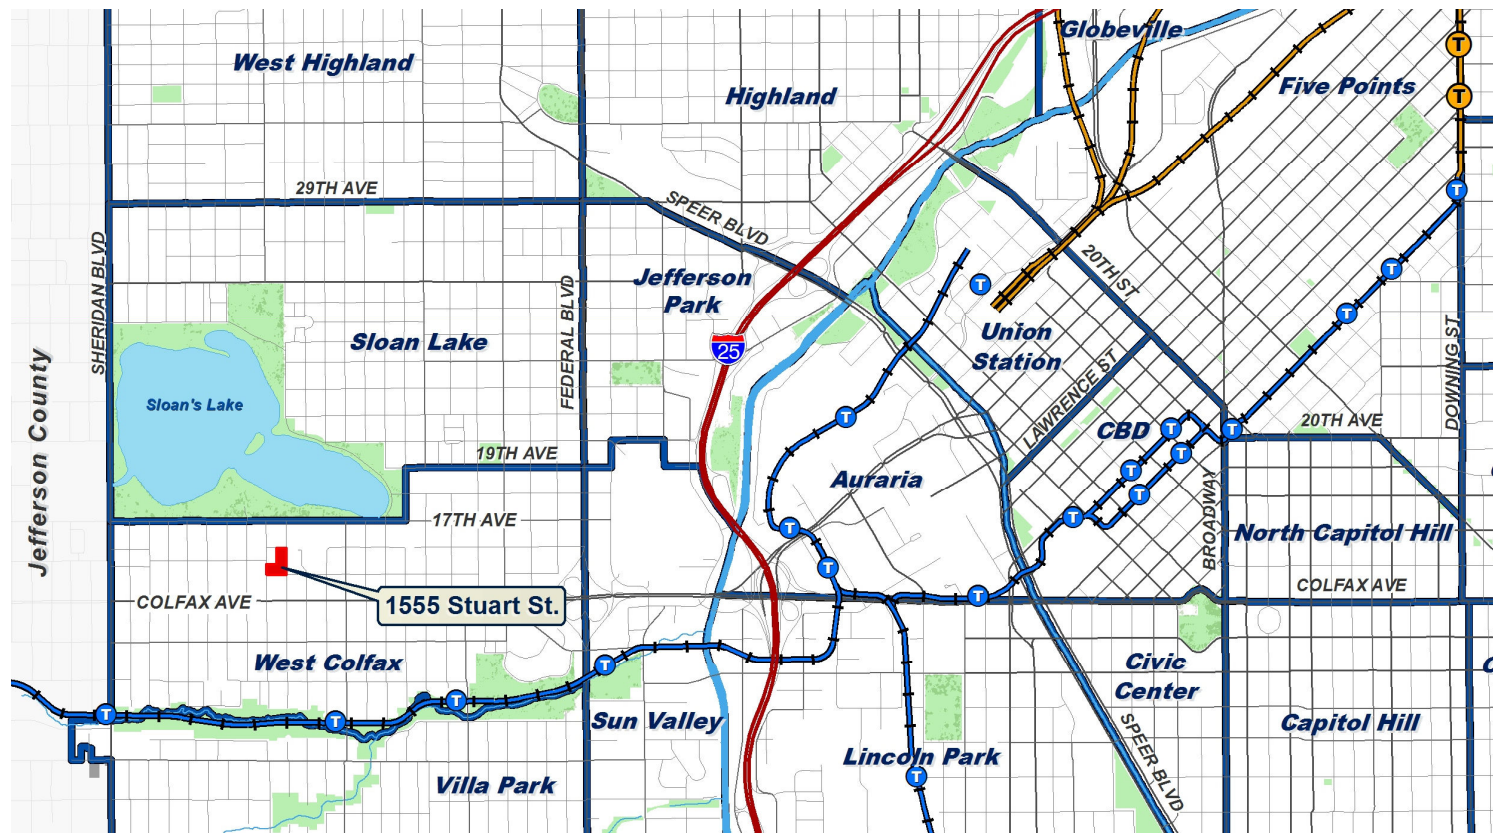 Globeville
West Highland
Highland
Five Points
T
T
29TH AVE
SPEER BLVD
T
SHERIDAN BLVD
FEDERAL BLVD
20TH ST
Jefferson
Park
T
T
T
Union
Station
Sloan Lake
25
DOWNING ST
LAWRENCE ST
Sloan's Lake
Jefferson County
T
CBD
T
T
20TH AVE
19TH AVE
T
T
Auraria
T
17TH AVE
T
T
BROADWAY
North Capitol Hill
T
COLFAX AVE
T
COLFAX AVE
1555 Stuart St.
West Colfax
T
Civic
Center
T
T
T
Sun Valley
SPEER BLVD
Capitol Hill
Lincoln Park
T
Villa Park